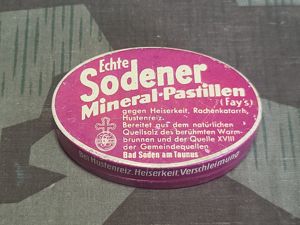 Echte
Sodener
Mineral-Pastillen
(Fay's)
gegen Heiserkeit, Rachenkatarrh,
Hustenreiz.
Bereitet aus dem natürlichen
Quellsalz des berühmten Warm-
brunnen und der Quelle XVIII
der Gemeindequellen
Bad Soden am Taunus
Bei Hustenreiz, Heiserkeit, Verschleimung